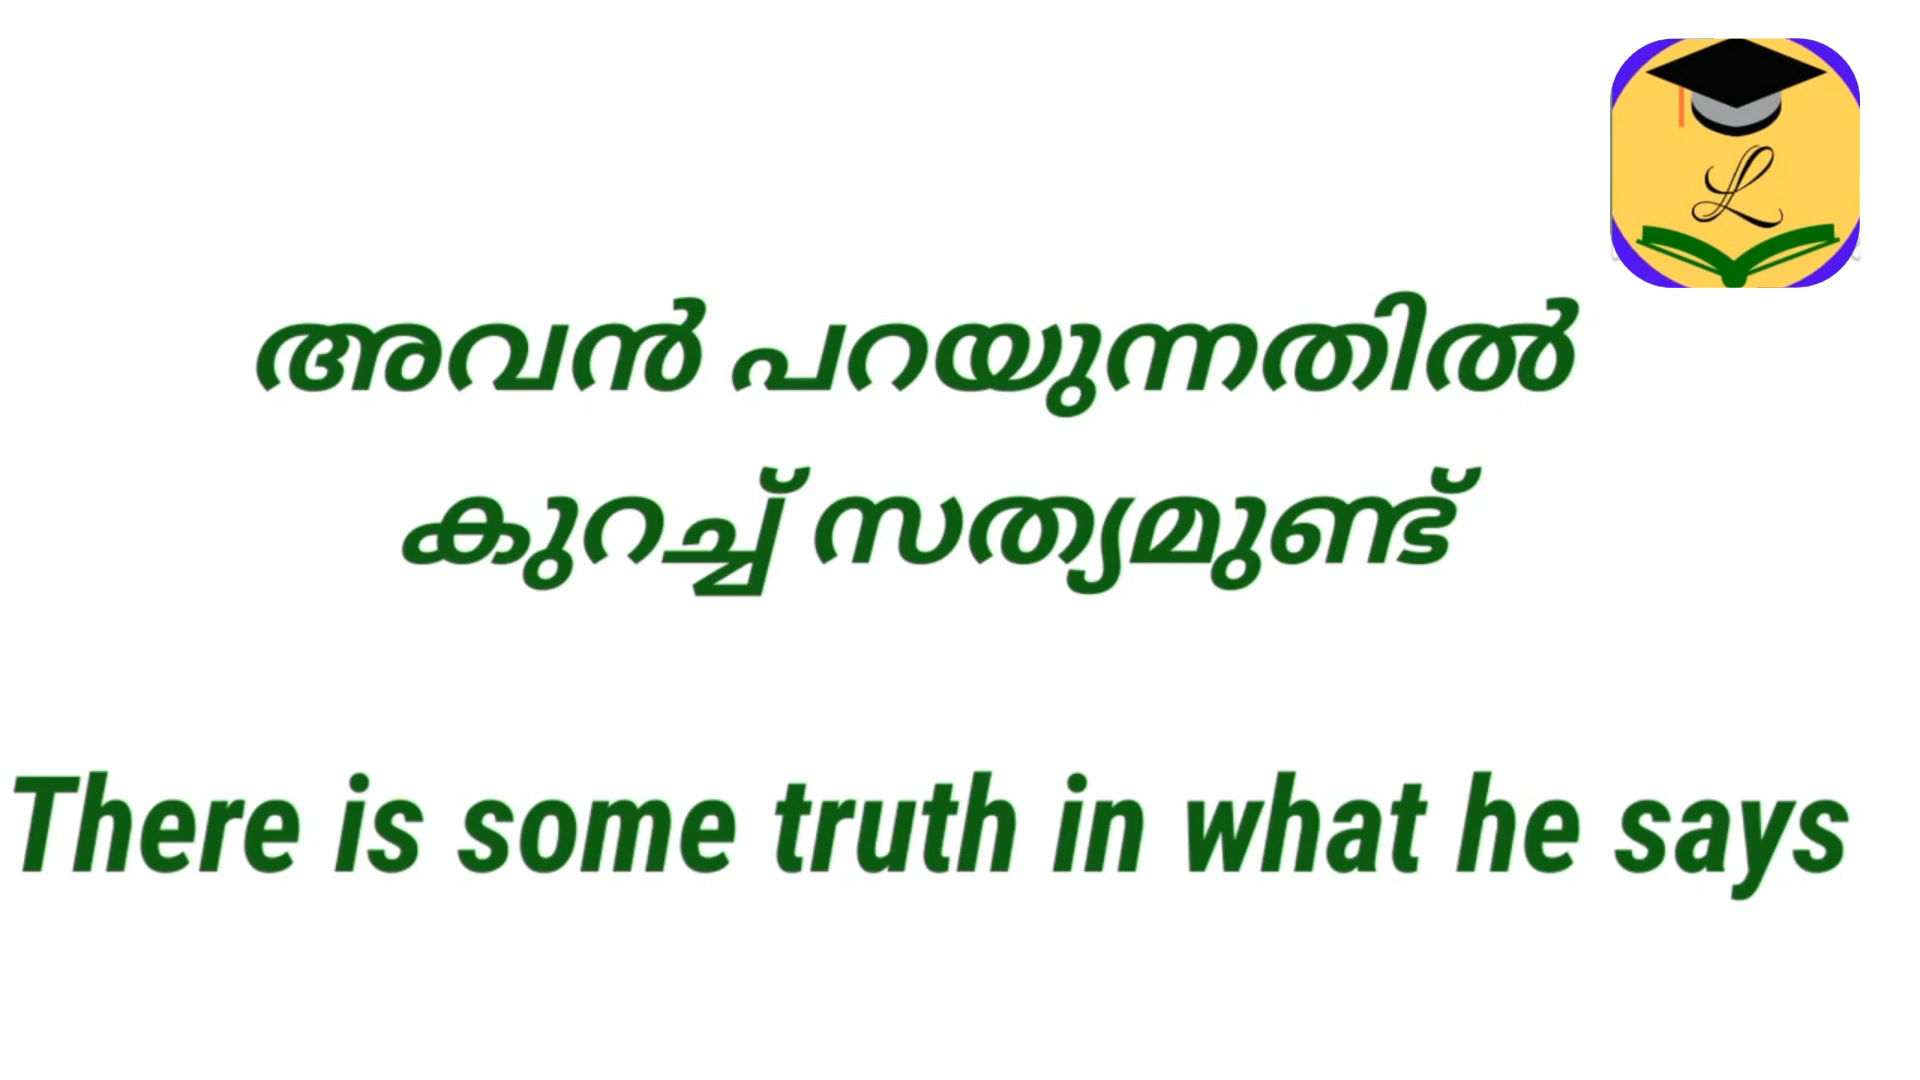 L
അവൻ പറയുന്നതിൽ
കുറച്ച് സത്യമുണ്ട്
There is some truth in what he says